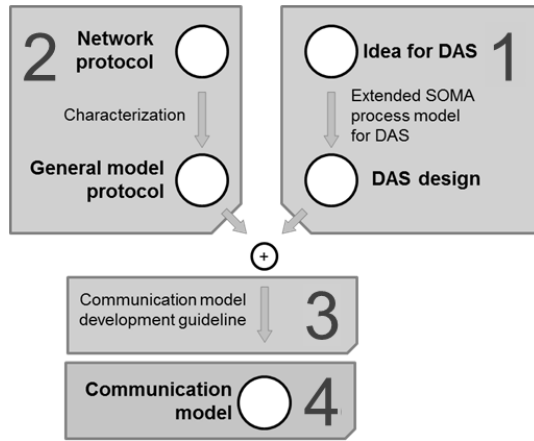 2
Network
protocol
Characterization
General model
protocol
Idea for DAS
1
Extended SOMA
process model
for DAS
DAS design
+
Communication model
development guideline
3
Communication
model
4